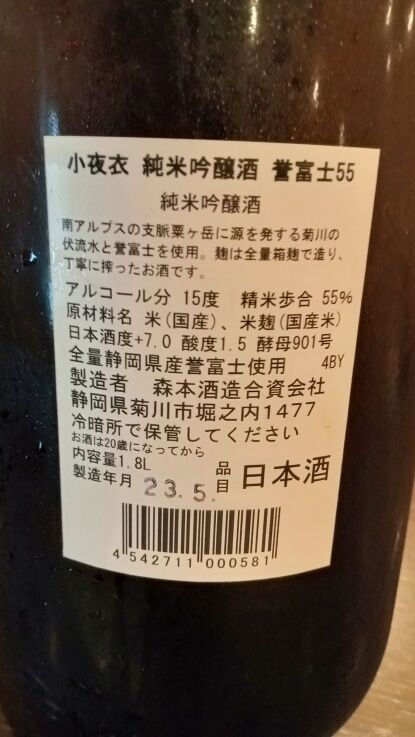 小夜衣 純米吟醸酒 誉富士55
純米吟醸酒
南アルプスの支脈粟ヶ岳に源を発する菊川の
伏流水と誉富士を使用。麹は全量箱麹で造り、
丁寧に搾ったお酒です。
アルコール分 15度 精米歩合 55%
原材料名 米(国産)、米麹(国産米)
日本酒度+7.0 酸度1.5 酵母901号
全量静岡県産誉富士使用 4BY
製造者 森本酒造合資会社
静岡県菊川市堀之内1477
冷暗所で保管してください
お酒は20歳になってから
内容量1.8L
製造年月 23.5.
品目 日本酒
4 542711 000581